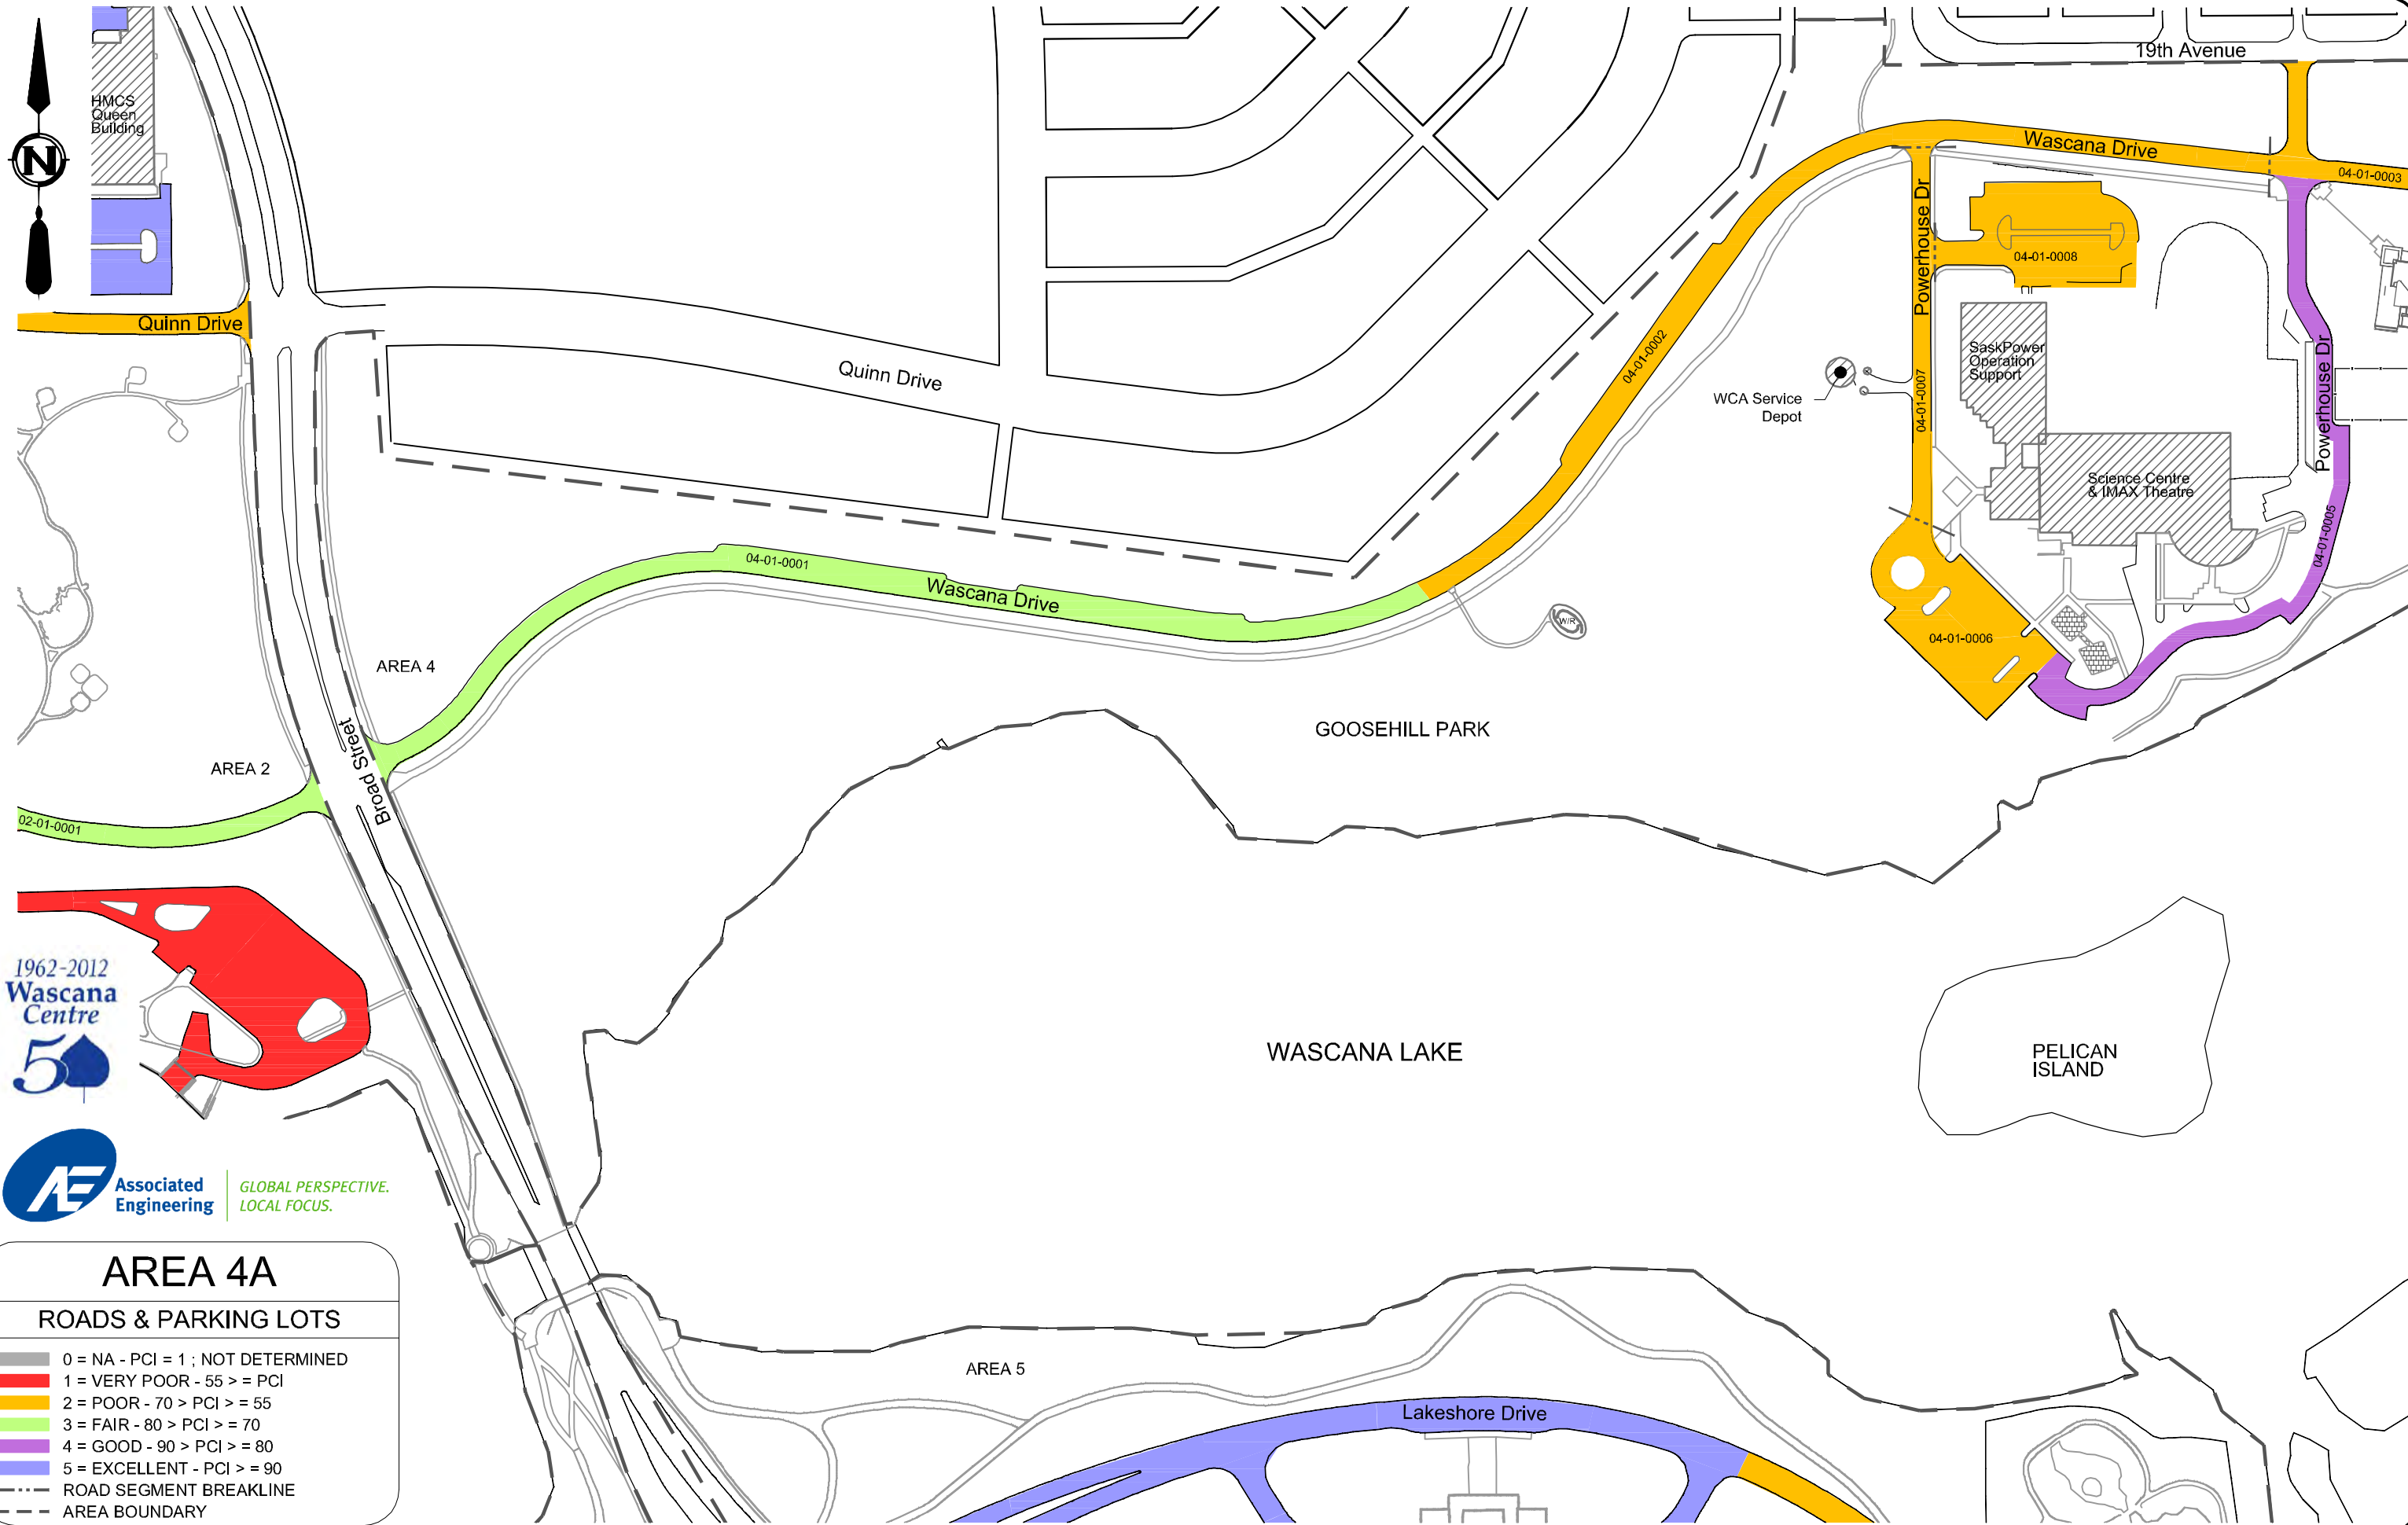 19th Avenue
HMCS
Queen
Building
N
Wascana Drive
04-01-0003
Powerhouse Dr
04-01-0008
Quinn Drive
Quinn Drive
04-01-0002
SaskPower
Operation
Support
Powerhouse Dr
04-01-0007
WCA Service
Depot
Science Centre
& IMAX Theatre
04-01-0005
04-01-0001
Wascana Drive
W/R
04-01-0006
AREA 4
GOOSEHILL PARK
Broad Street
AREA 2
02-01-0001
1962-2012
Wascana
Centre
50
WASCANA LAKE
PELICAN
ISLAND
AE
Associated
Engineering
GLOBAL PERSPECTIVE.
LOCAL FOCUS.
AREA 4A
ROADS & PARKING LOTS
0 = NA - PCI = 1 ; NOT DETERMINED
1 = VERY POOR - 55 > = PCI
2 = POOR - 70 > PCI > = 55
3 = FAIR - 80 > PCI > = 70
4 = GOOD - 90 > PCI > = 80
5 = EXCELLENT - PCI > = 90
ROAD SEGMENT BREAKLINE
AREA BOUNDARY
AREA 5
Lakeshore Drive